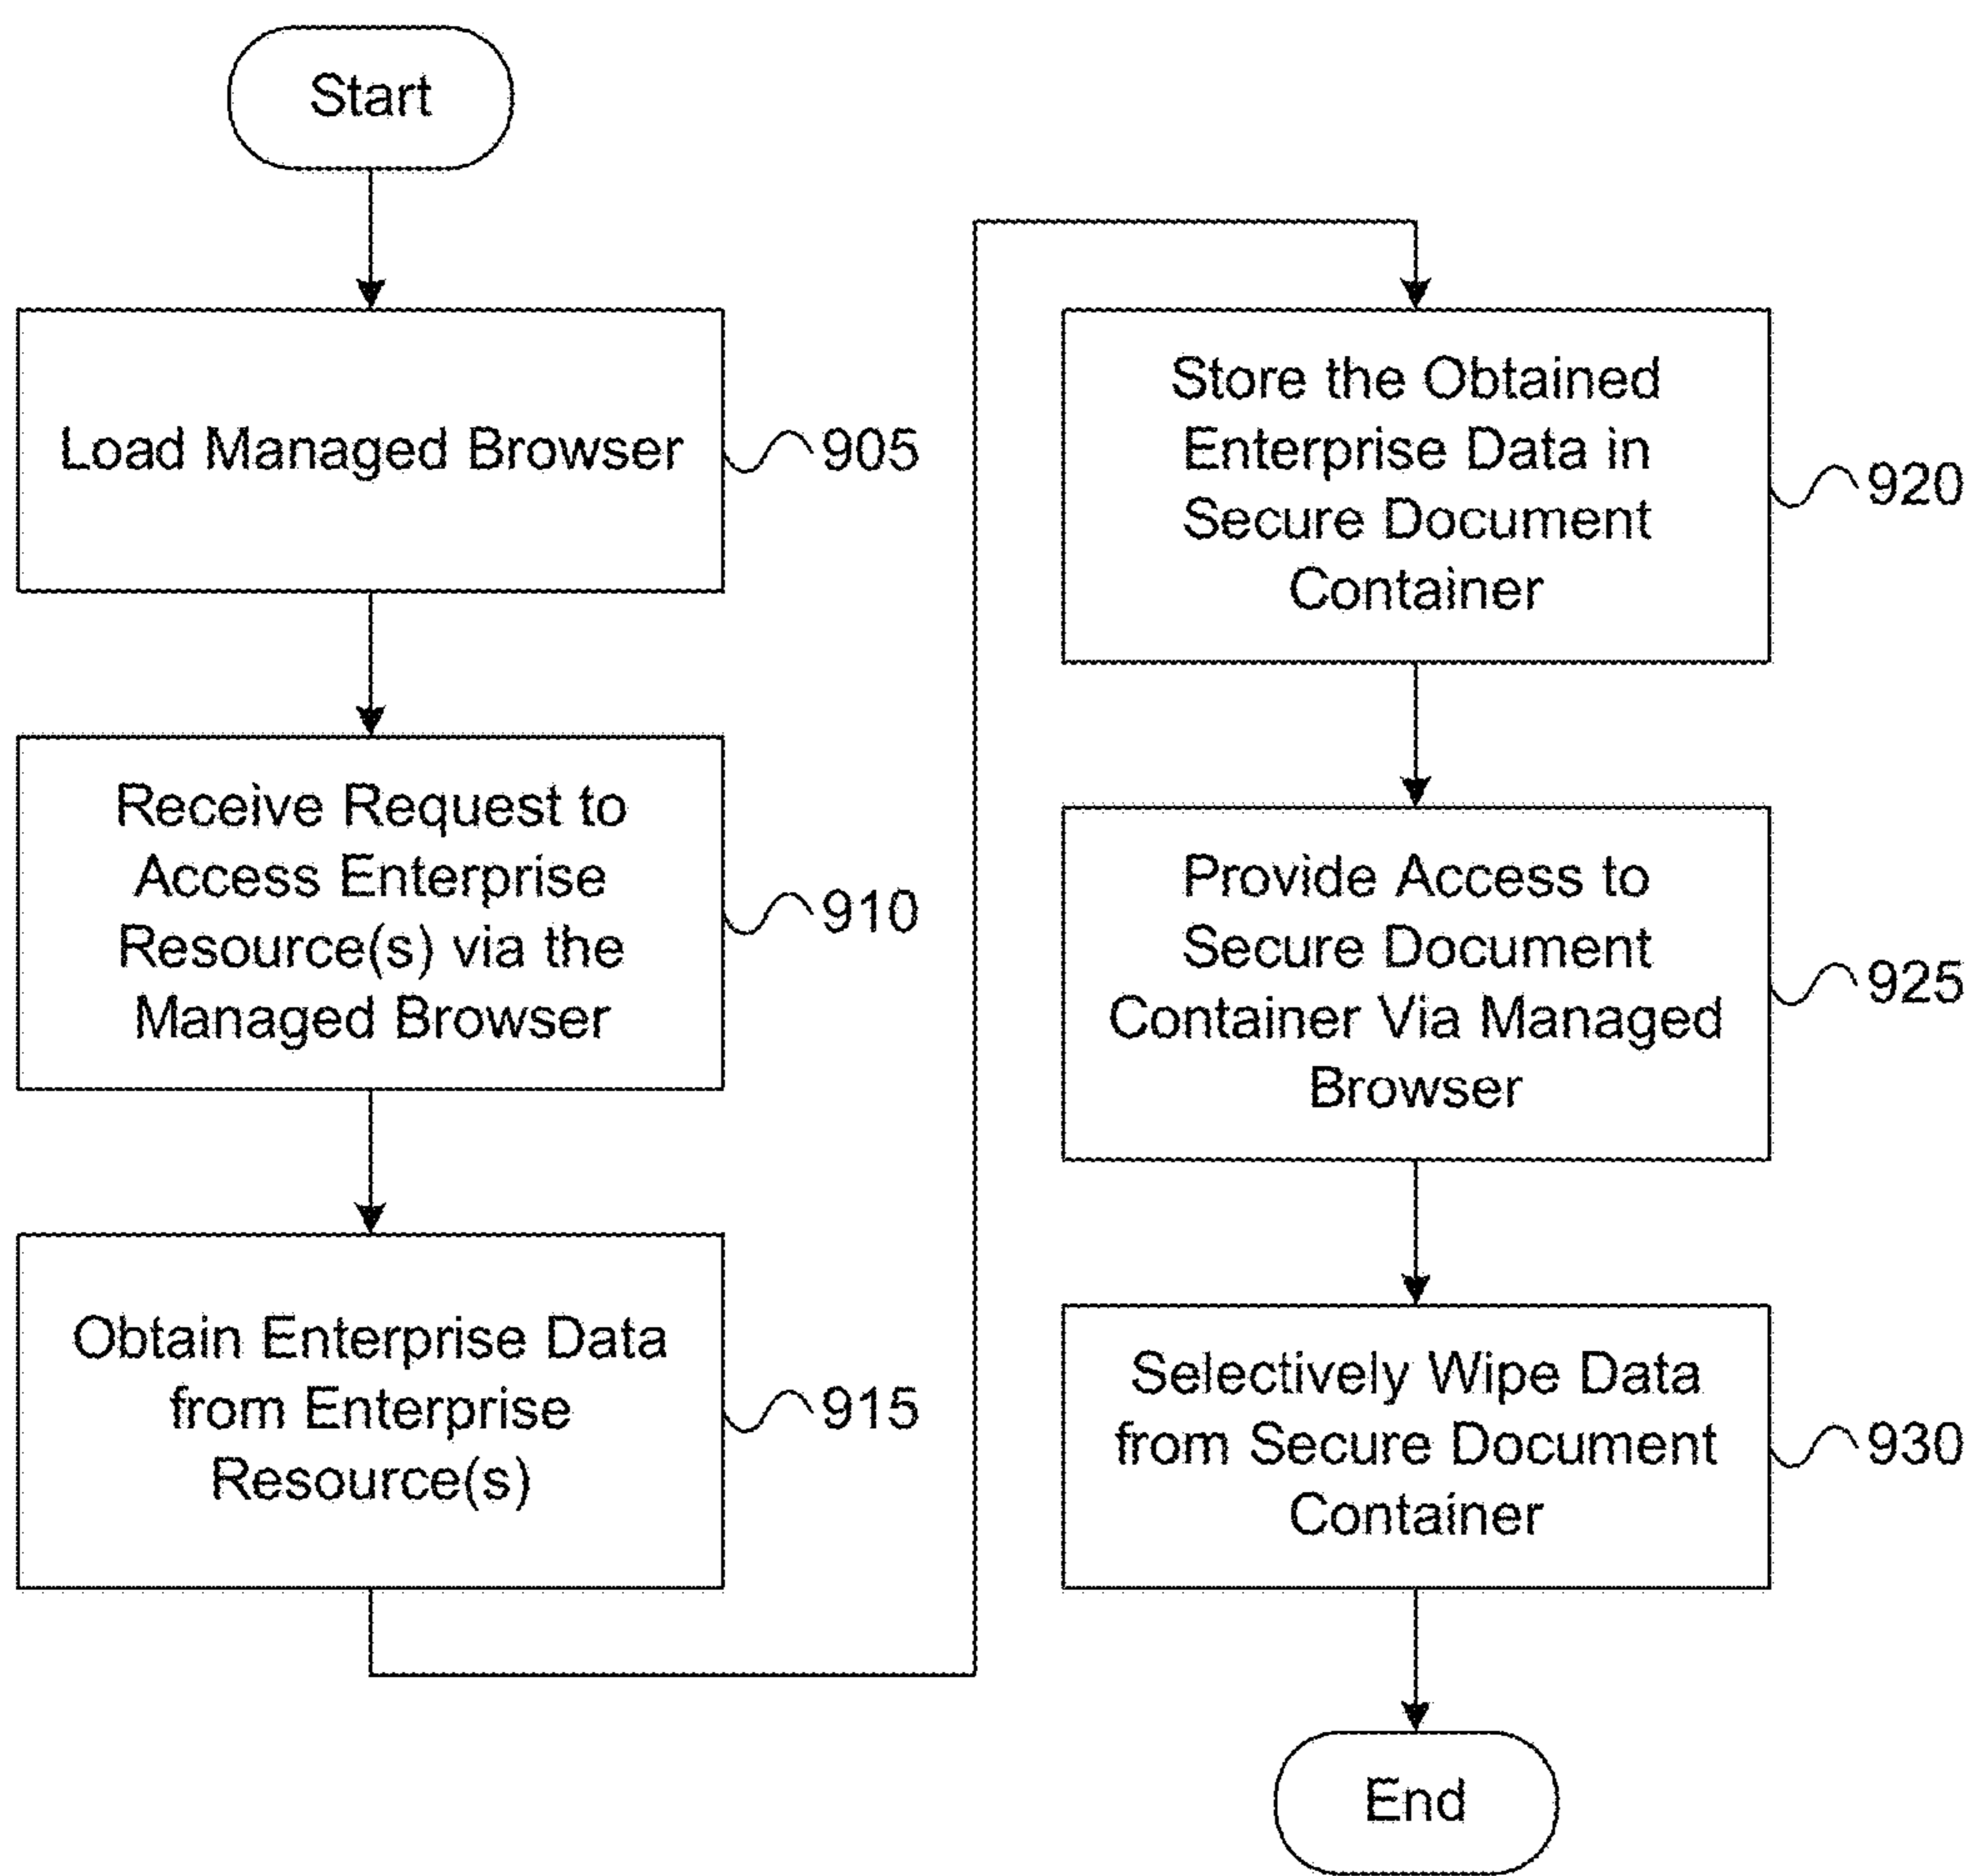 Start
Load Managed Browser
905
Receive Request to
Access Enterprise
Resource(s) via the
Managed Browser
910
Obtain Enterprise Data
from Enterprise
Resource(s)
915
Store the Obtained
Enterprise Data in
Secure Document
Container
920
Provide Access to
Secure Document
Container Via Managed
Browser
925
Selectively Wipe Data
from Secure Document
Container
930
End